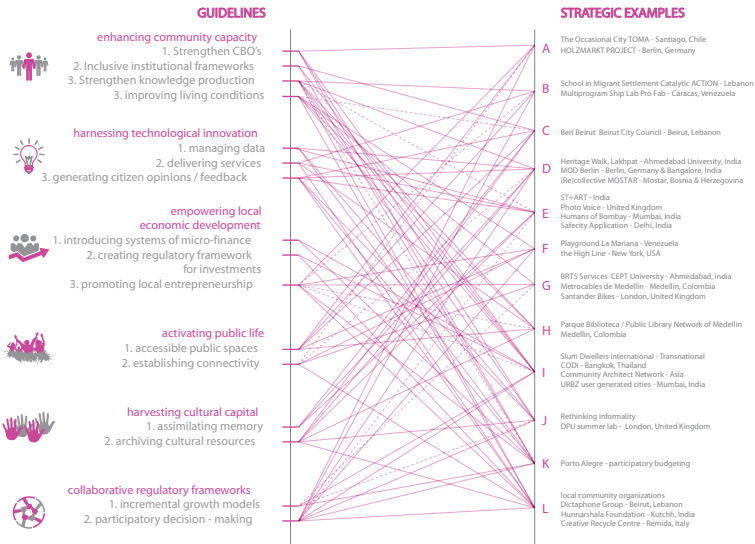 GUIDELINES
enhancing community capacity
1. Strengthen CBO's
2. Inclusive institutional frameworks
3. Strengthen knowledge production
3. improving living conditions
harnessing technological innovation
1. managing data
2. delivering services
3. generating citizen opinions / feedback
empowering local
economic development
1. introducing systems of micro-finance
2. creating regulatory framework
for investments
3. promoting local entrepreneurship
activating public life
1. accessible public spaces
2. establishing connectivity
harvesting cultural capital
1. assimilating memory
2. archiving cultural resources
collaborative regulatory frameworks
1. incremental growth models
2. participatory decision - making
STRATEGIC EXAMPLES
A
The Occasional City TOMA - Santiago, Chile
HOLZMARKT PROJECT - Berlin, Germany
B
School in Migrant Settlement Catalytic ACTION - Lebanon
Multiprogram Ship Lab Pro Fab - Caracas, Venezuela
C
Beit Beirut Beirut City Council - Beirut, Lebanon
D
Heritage Walk, Lakhpat - Ahmedabad University, India
MOD Berlin - Berlin, Germany & Bangalore, India
(Re)collective MOSTAR - Mostar, Bosnia & Herzegovina
E
ST+ART - India
Photo Voice - United Kingdom
Humans of Bombay - Mumbai, India
Safecity Application - Delhi, India
F
Playground La Mariana - Venezuela
the High Line - New York, USA
G
BRTS Services CEPT University - Ahmedabad, India
Metrocables de Medellin - Medellin, Colombia
Santander Bikes - London, United Kingdom
H
Parque Biblioteca / Public Library Network of Medellin
Medellin, Colombia
I
Slum Dwellers International - Transnational
CODI - Bangkok, Thailand
Community Architect Network - Asia
URBZ user generated cities - Mumbai, India
J
Rethinking Informality
DPU summer lab - London, United Kingdom
K
Porto Alegre - participatory budgeting
L
local community organizations
Dictaphone Group - Beirut, Lebanon
Hunnarshala Foundation - Kutchh, India
Creative Recycle Centre - Remida, Italy